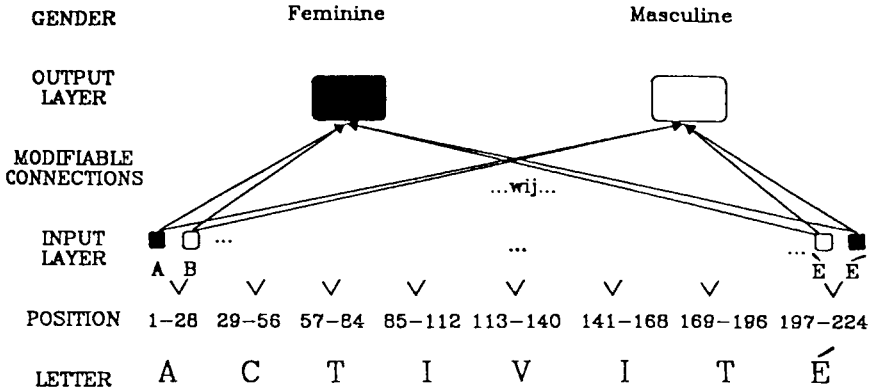 GENDER Feminine Masculine
OUTPUT
LAYER
MODIFIABLE
CONNECTIONS
...wij...
INPUT
LAYER
... ... ...
A B È É
POSITION 1-28 29-56 57-84 85-112 113-140 141-168 169-196 197-224
LETTER A C T I V I T É